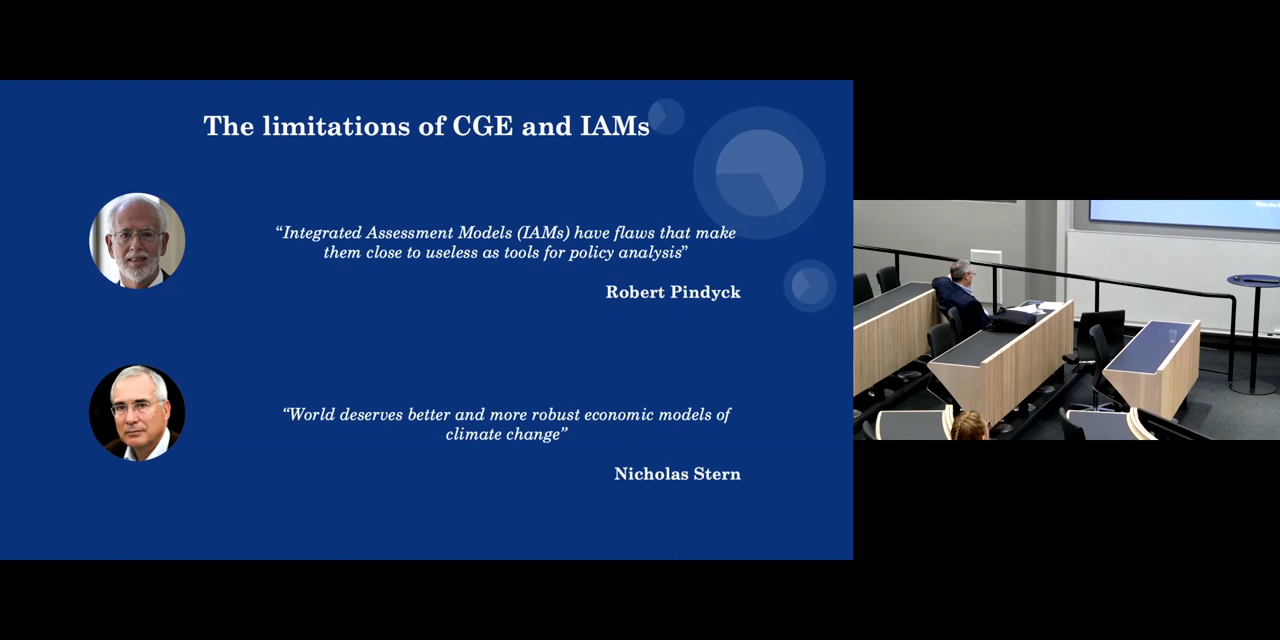 The limitations of CGE and IAMs
“Integrated Assessment Models (IAMs) have flaws that make
them close to useless as tools for policy analysis”
Robert Pindyck
“World deserves better and more robust economic models of
climate change”
Nicholas Stern